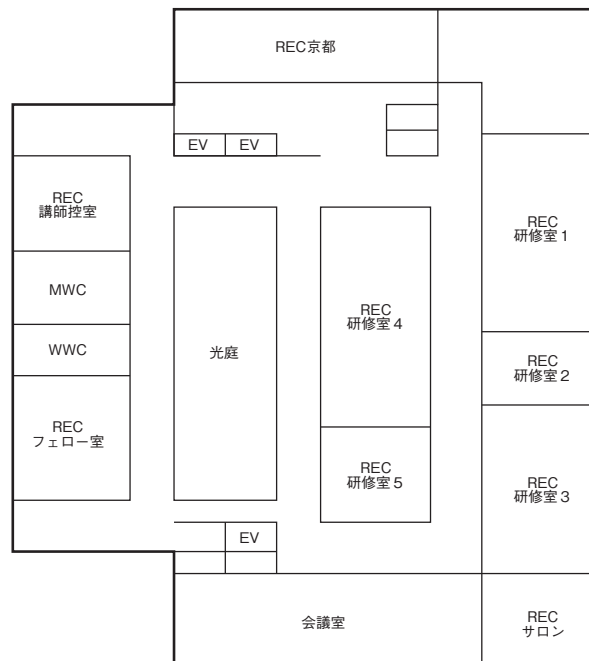 REC京都
EV
EV
REC
講師控室
MWC
WWC
REC
フェロー室
光庭
REC
研修室4
REC
研修室5
REC
研修室1
REC
研修室2
REC
研修室3
EV
会議室
REC
サロン